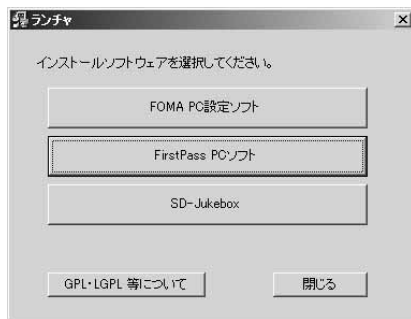 ランチャ
インストールソフトウェアを選択してください。
FOMA PC設定ソフト
FirstPass PCソフト
SD-Jukebox
GPL・LGPL 等について
閉じる